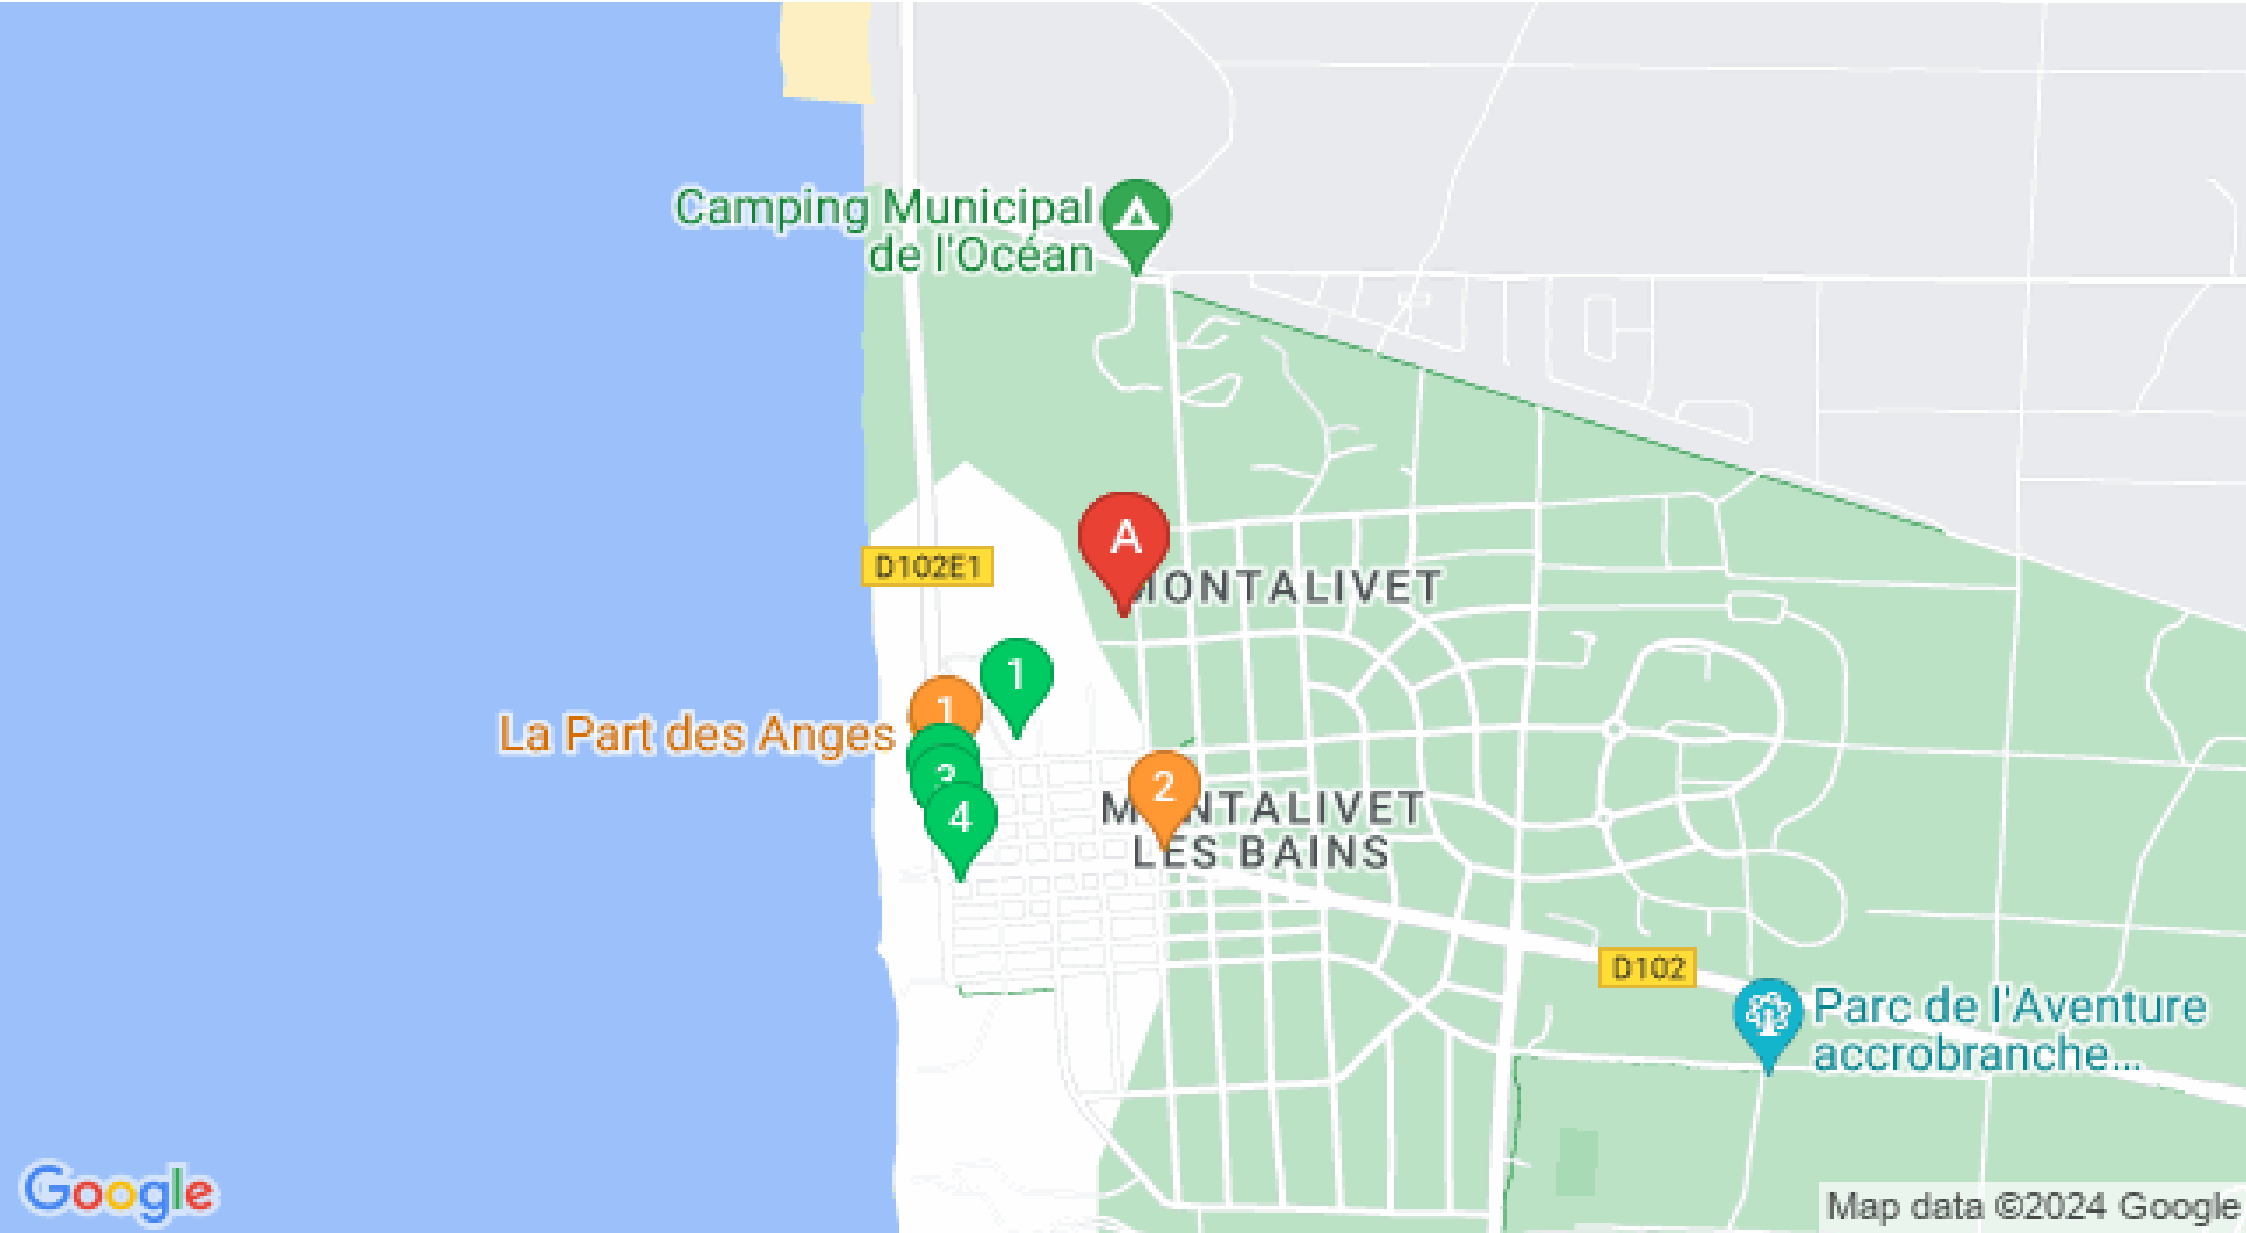 Camping Municipal
de l'Océan
A
D102E1
MONTALIVET
1
1
La Part des Anges
3
2
4
MONTALIVET
LES BAINS
D102
Parc de l'Aventure
accrobranche...
Google
Map data ©2024 Google